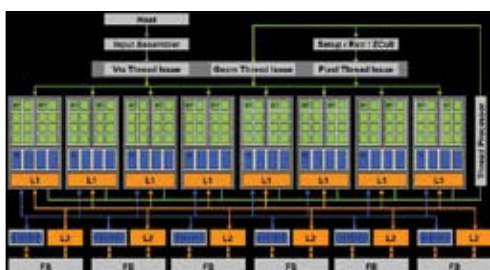 Host
Input Assembler
Setup / Rstr / ZCull
Vtx Thread Issue
Geom Thread Issue
Pixel Thread Issue
Thread Processor
L1 L1 L1 L1 L1 L1 L1 L1
L2 L2 L2 L2 L2 L2
FB FB FB FB FB FB